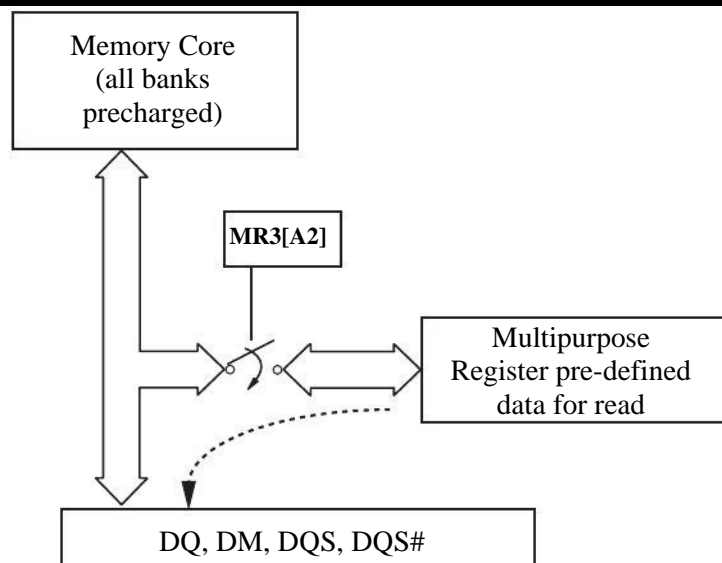 Memory Core
(all banks
precharged)
MR3[A2]
Multipurpose
Register pre-defined
data for read
DQ, DM, DQS, DQS#